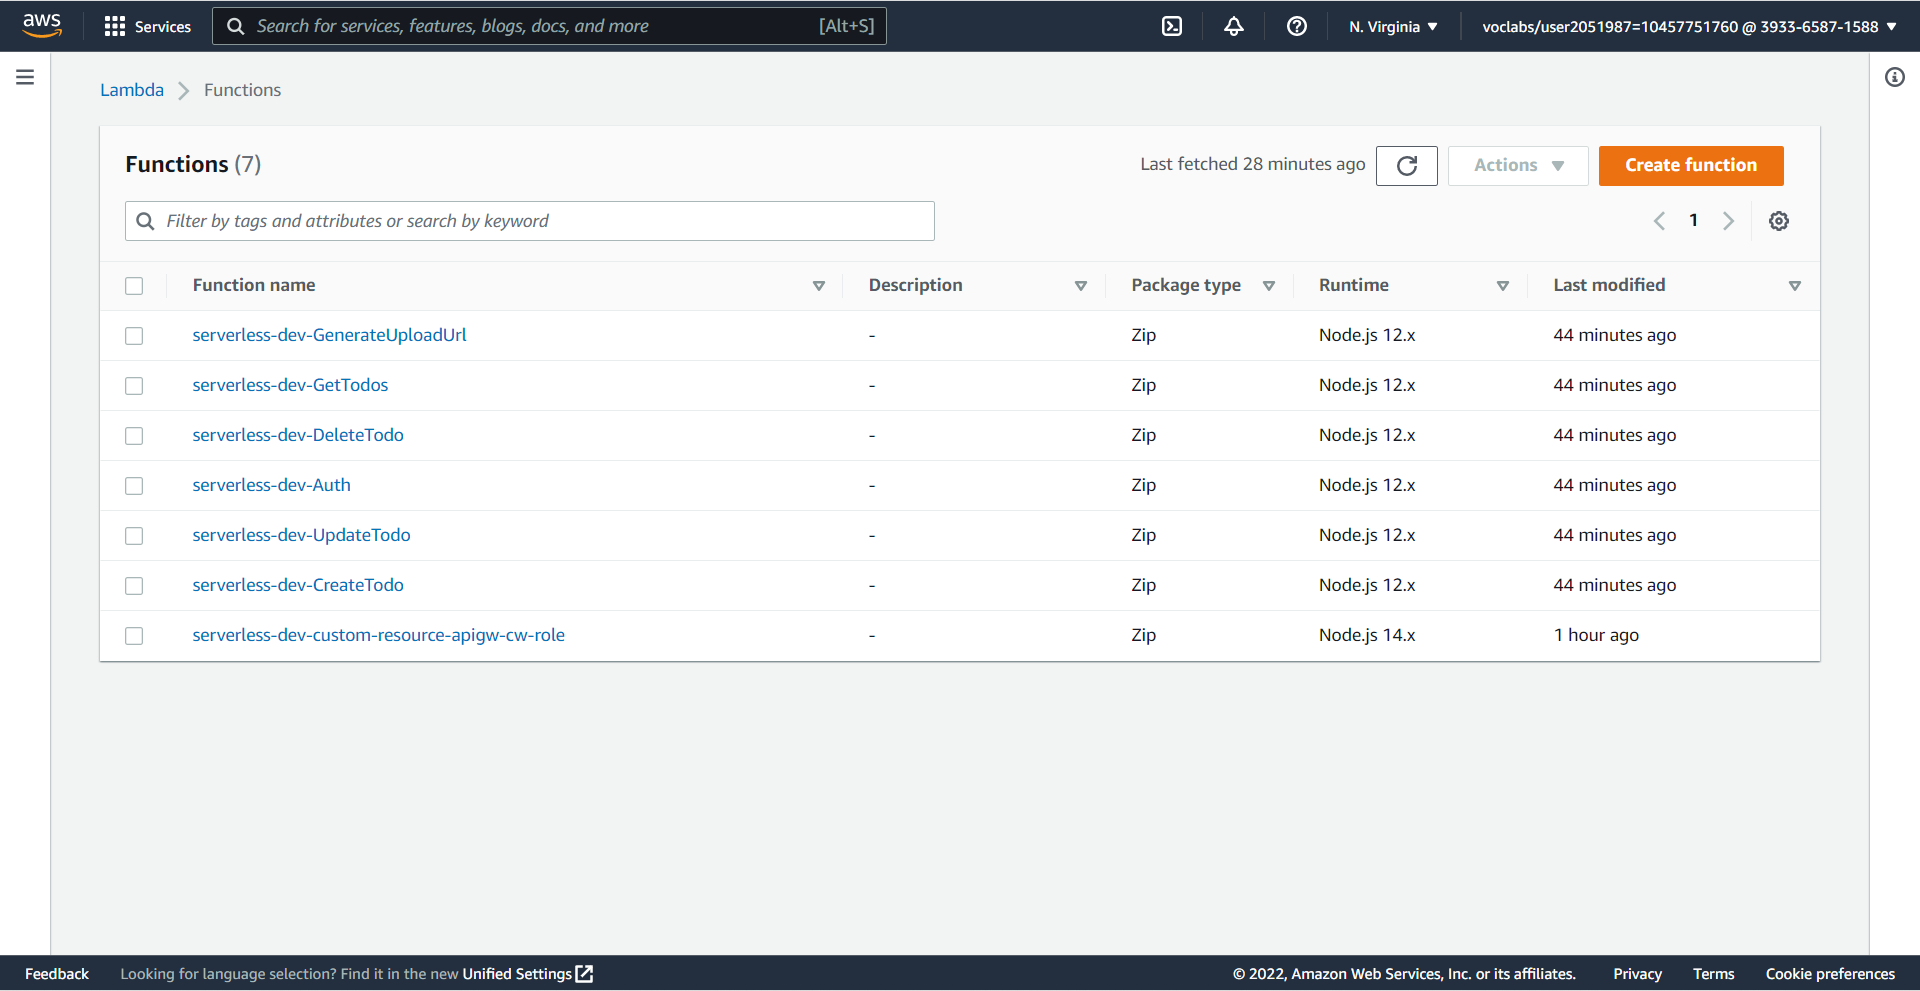 aws Services Search for services, features, blogs, docs, and more [Alt+S] N. Virginia voclabs/user2051987=10457751760 @ 3933-6587-1588
Lambda Functions
Functions (7) Last fetched 28 minutes ago Actions Create function
Filter by tags and attributes or search by keyword 1
Function name Description Package type Runtime Last modified
serverless-dev-GenerateUploadUrl - Zip Node.js 12.x 44 minutes ago
serverless-dev-GetTodos - Zip Node.js 12.x 44 minutes ago
serverless-dev-DeleteTodo - Zip Node.js 12.x 44 minutes ago
serverless-dev-Auth - Zip Node.js 12.x 44 minutes ago
serverless-dev-UpdateTodo - Zip Node.js 12.x 44 minutes ago
serverless-dev-CreateTodo - Zip Node.js 12.x 44 minutes ago
serverless-dev-custom-resource-apigw-cw-role - Zip Node.js 14.x 1 hour ago
Feedback Looking for language selection? Find it in the new Unified Settings © 2022, Amazon Web Services, Inc. or its affiliates. Privacy Terms Cookie preferences